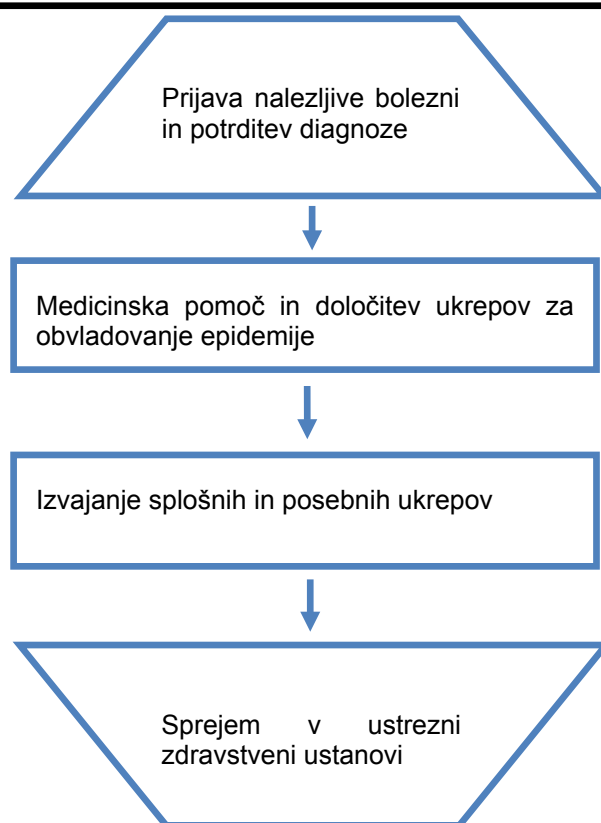 Prijava nalezljive bolezni
in potrditev diagnoze
Medicinska pomoč in določitev ukrepov za
obvladovanje epidemije
Izvajanje splošnih in posebnih ukrepov
Sprejem v ustrezni
zdravstveni ustanovi